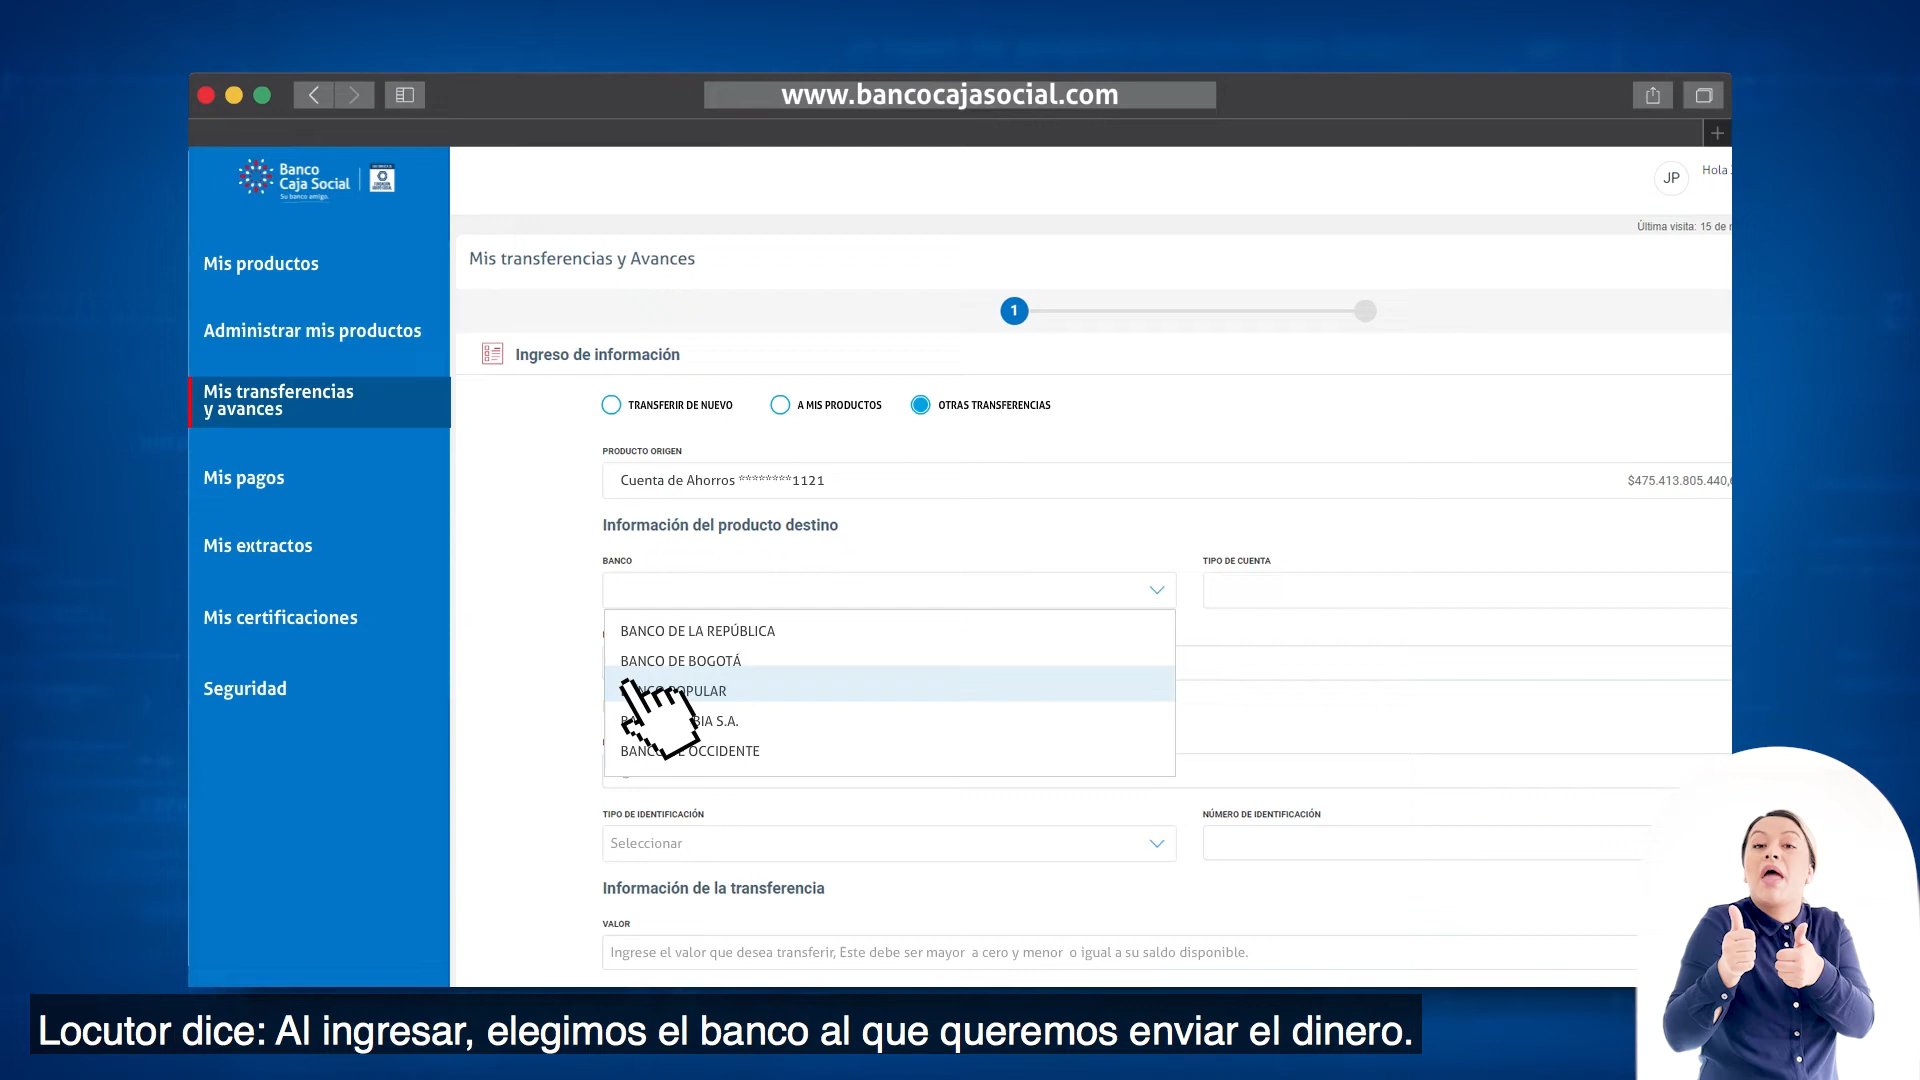 www.bancocajasocial.com
Banco
Caja Social
Su banco amigo.
JP
Hola
Última visita: 15 de
Mis productos
Administrar mis productos
Mis transferencias
y avances
Mis pagos
Mis extractos
Mis certificaciones
Seguridad
Mis transferencias y Avances
1
Ingreso de información
TRANSFERIR DE NUEVO
A MIS PRODUCTOS
OTRAS TRANSFERENCIAS
PRODUCTO ORIGEN
Cuenta de Ahorros ********1121
$475.413.805.440,
Información del producto destino
BANCO
TIPO DE CUENTA
BANCO DE LA REPÚBLICA
BANCO DE BOGOTÁ
POPULAR
S.A.
OCCIDENTE
TIPO DE IDENTIFICACIÓN
NÚMERO DE IDENTIFICACIÓN
Seleccionar
Información de la transferencia
VALOR
Ingrese el valor que desea transferir, Este debe ser mayor a cero y menor o igual a su saldo disponible.
Locutor dice: Al ingresar, elegimos el banco al que queremos enviar el dinero.